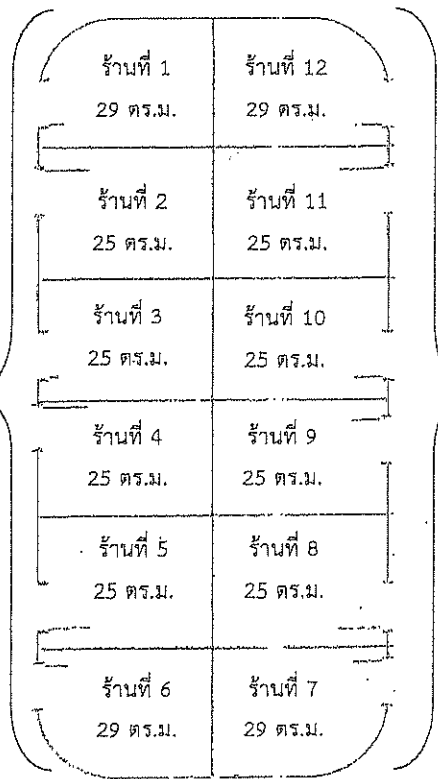 ร้านที่ 1
29 ตร.ม.
ร้านที่ 12
29 ตร.ม.
ร้านที่ 2
25 ตร.ม.
ร้านที่ 11
25 ตร.ม.
ร้านที่ 3
25 ตร.ม.
ร้านที่ 10
25 ตร.ม.
ร้านที่ 4
25 ตร.ม.
ร้านที่ 9
25 ตร.ม.
ร้านที่ 5
25 ตร.ม.
ร้านที่ 8
25 ตร.ม.
ร้านที่ 6
29 ตร.ม.
ร้านที่ 7
29 ตร.ม.